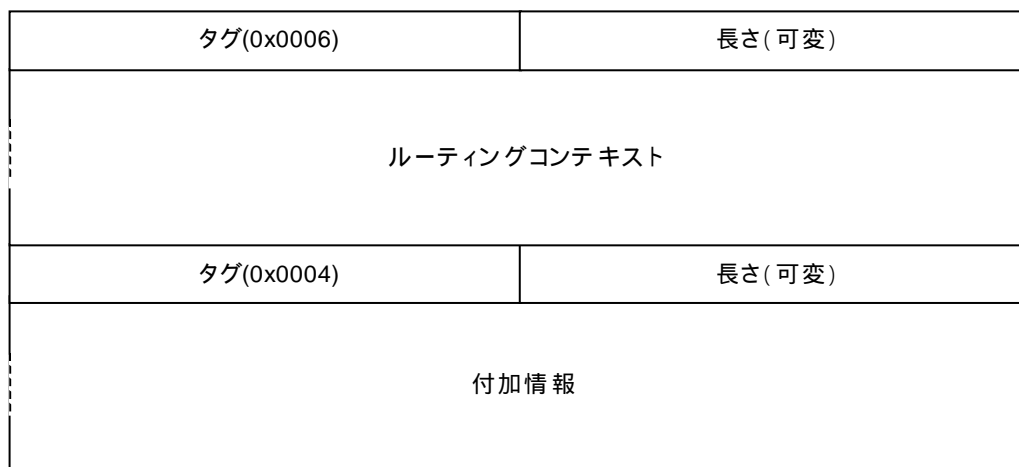 タグ(0x0006)
長さ(可変)
ルーティングコンテキスト
タグ(0x0004)
長さ(可変)
付加情報